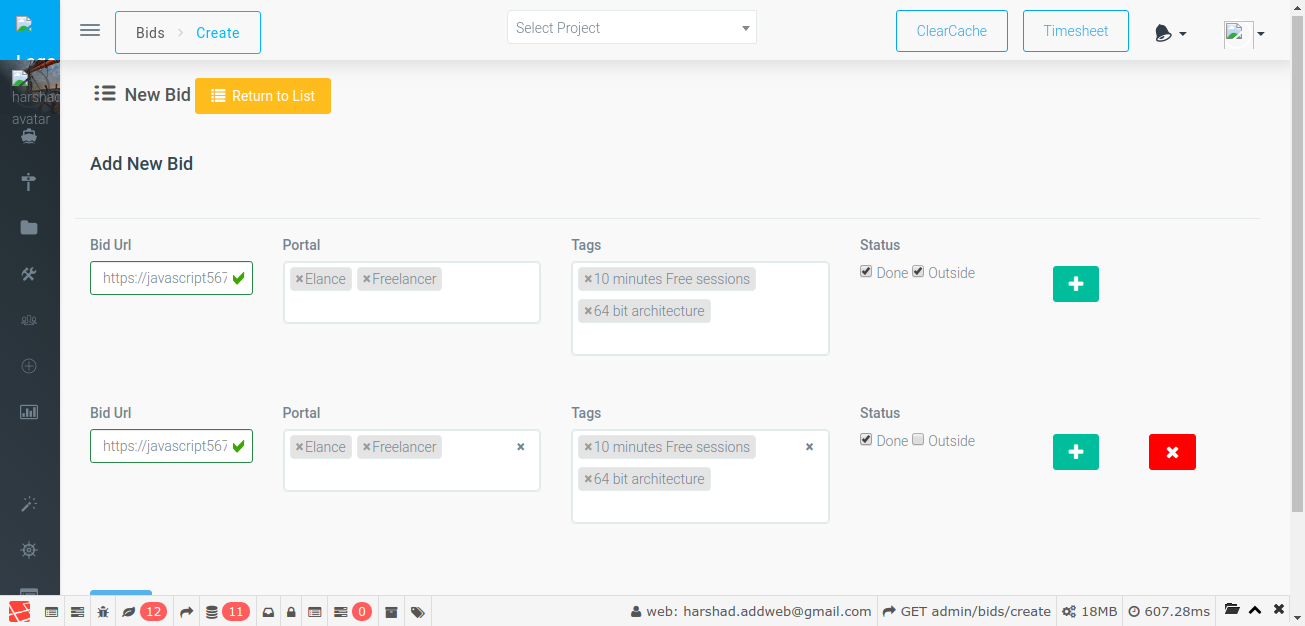 Logo
harshad
avatar
Bids
Create
Select Project
ClearCache
Timesheet
New Bid
Return to List
Add New Bid
Bid Url
Portal
Tags
Status
https://javascript567
×Elance ×Freelancer
×10 minutes Free sessions
×64 bit architecture
Done Outside
Bid Url
Portal
Tags
Status
https://javascript567
×Elance ×Freelancer ×
×10 minutes Free sessions ×
×64 bit architecture
Done Outside
12
11
0
web: harshad.addweb@gmail.com
GET admin/bids/create
18MB
607.28ms